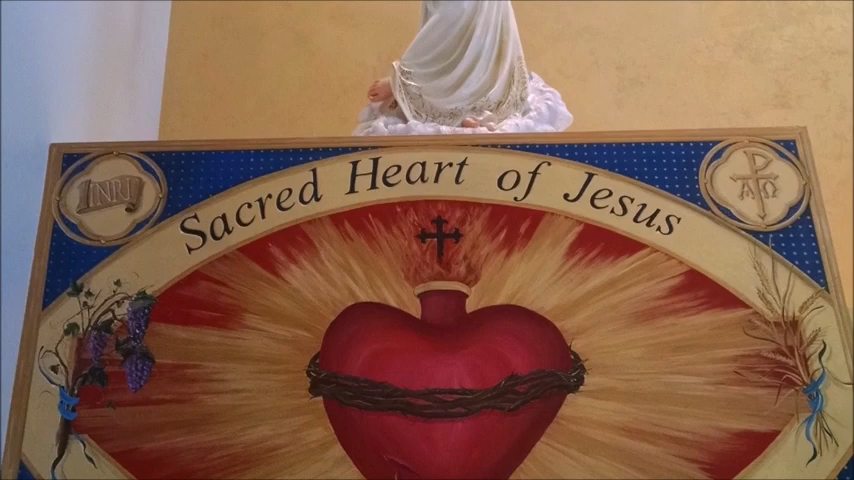 Sacred Heart of Jesus
INRI
Α Ω